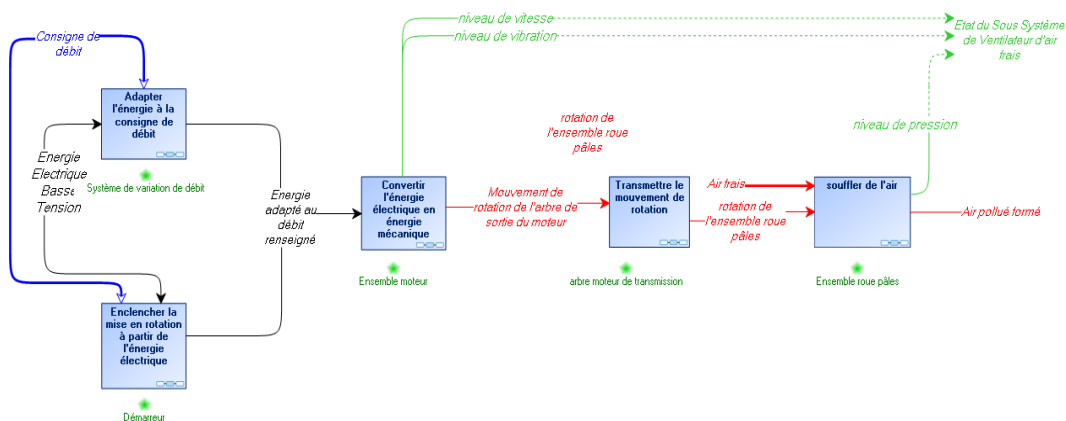 niveau de vitesse
niveau de vibration
Etat du Sous Système
de Ventilateur d'air
frais
Consigne de
débit
Adapter
l'énergie à la
consigne de
débit
Système de variation de débit
Energie
Electrique
Basse
Tension
Energie
adapté au
débit
renseigné
Enclencher la
mise en rotation
à partir de
l'énergie
électrique
Démarreur
Convertir
l'énergie
électrique en
énergie
mécanique
Ensemble moteur
Mouvement de
rotation de l'arbre de
sortie du moteur
rotation de
l'ensemble roue
pâles
Transmettre le
mouvement de
rotation
arbre moteur de transmission
Air frais
rotation de
l'ensemble roue
pâles
niveau de pression
souffler de l'air
Ensemble roue pâles
Air pollué formé